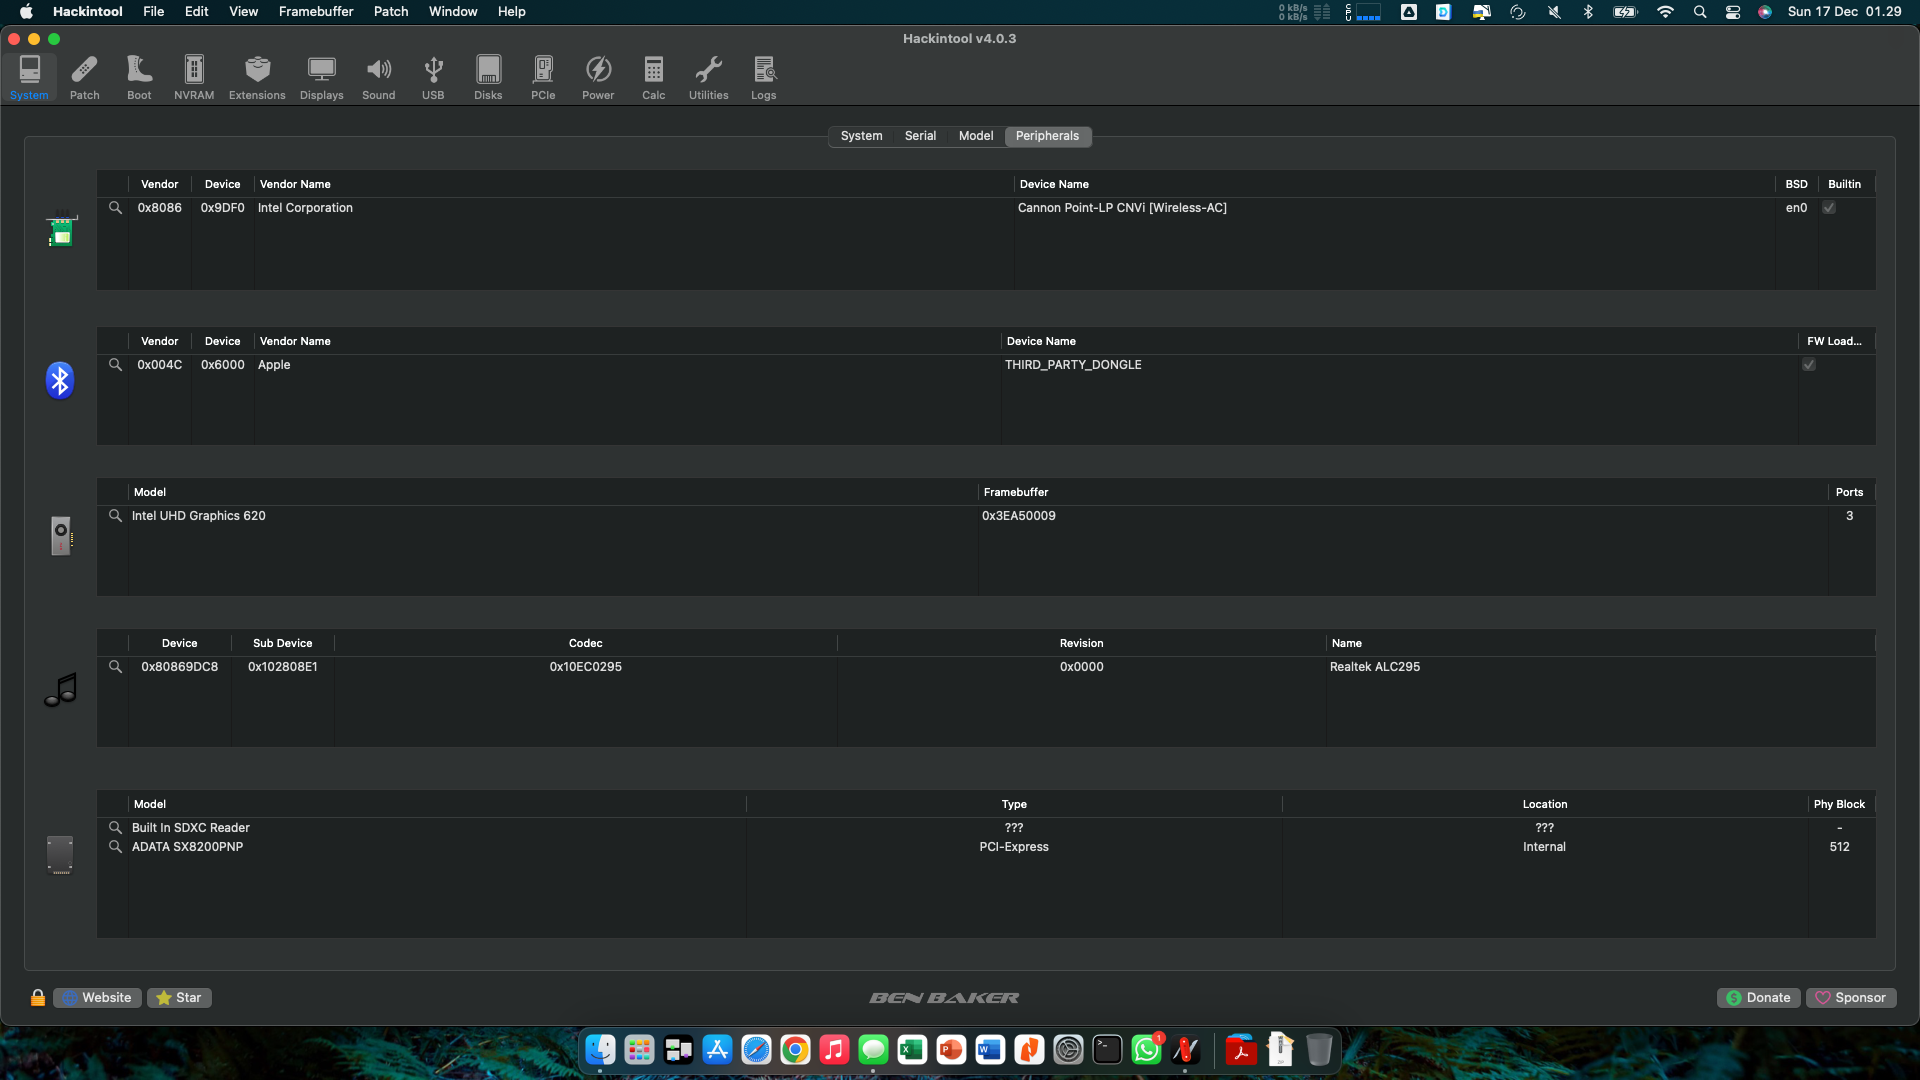 Hackintool File Edit View Framebuffer Patch Window Help 0 kB/s 0 kB/s CPU Sun 17 Dec 01.29
Hackintool v4.0.3
System Patch Boot NVRAM Extensions Displays Sound USB Disks PCIe Power Calc Utilities Logs
System Serial Model Peripherals
Vendor Device Vendor Name Device Name BSD Builtin
0x8086 0x9DF0 Intel Corporation Cannon Point-LP CNVi [Wireless-AC] en0
Vendor Device Vendor Name Device Name FW Load...
0x004C 0x6000 Apple THIRD_PARTY_DONGLE
Model Framebuffer Ports
Intel UHD Graphics 620 0x3EA50009 3
Device Sub Device Codec Revision Name
0x80869DC8 0x102808E1 0x10EC0295 0x0000 Realtek ALC295
Model Type Location Phy Block
Built In SDXC Reader ??? ??? -
ADATA SX8200PNP PCI-Express Internal 512
Website Star BEN BAKER Donate Sponsor
1